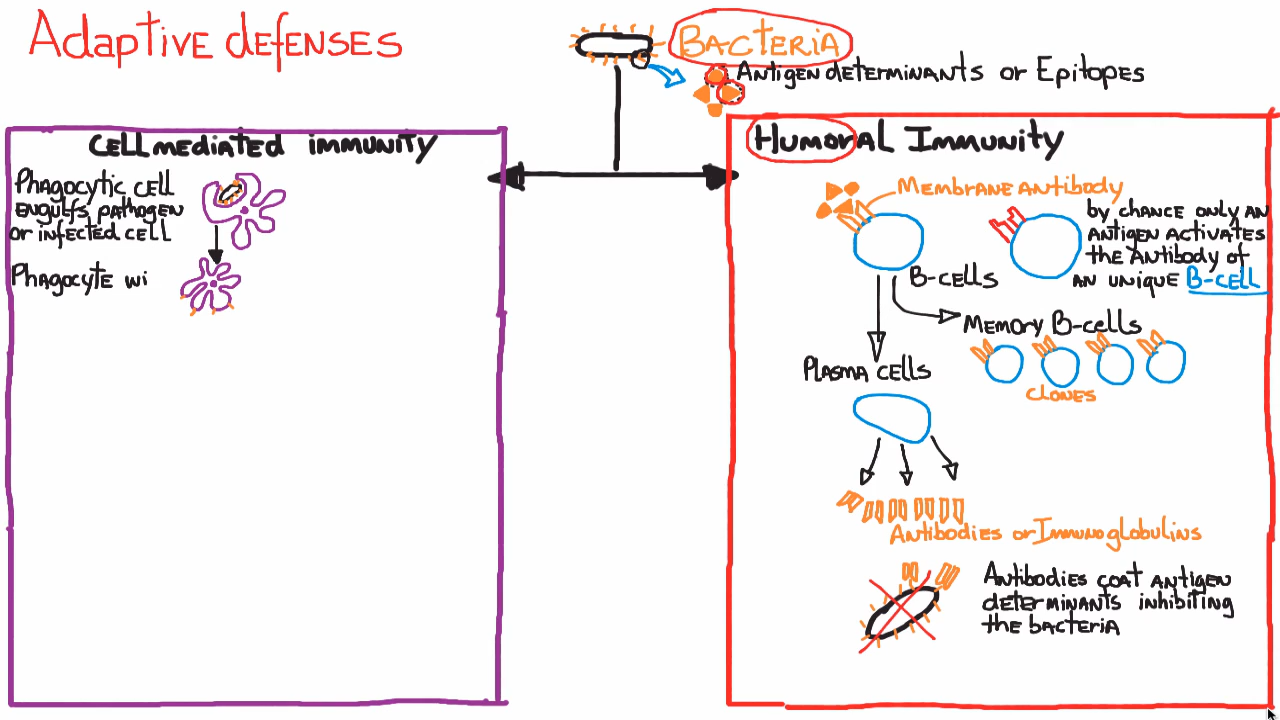 Adaptive defenses
Bacteria
Antigen determinants or Epitopes
Cell mediated immunity
Phagocytic cell
engulfs pathogen
or infected cell
Phagocyte wi
Humoral Immunity
Membrane antibody
by chance only an
antigen activates
the antibody of
an unique B-cell
B-cells
Memory B-cells
clones
Plasma cells
Antibodies or Immunoglobulins
Antibodies coat antigen
determinants inhibiting
the bacteria